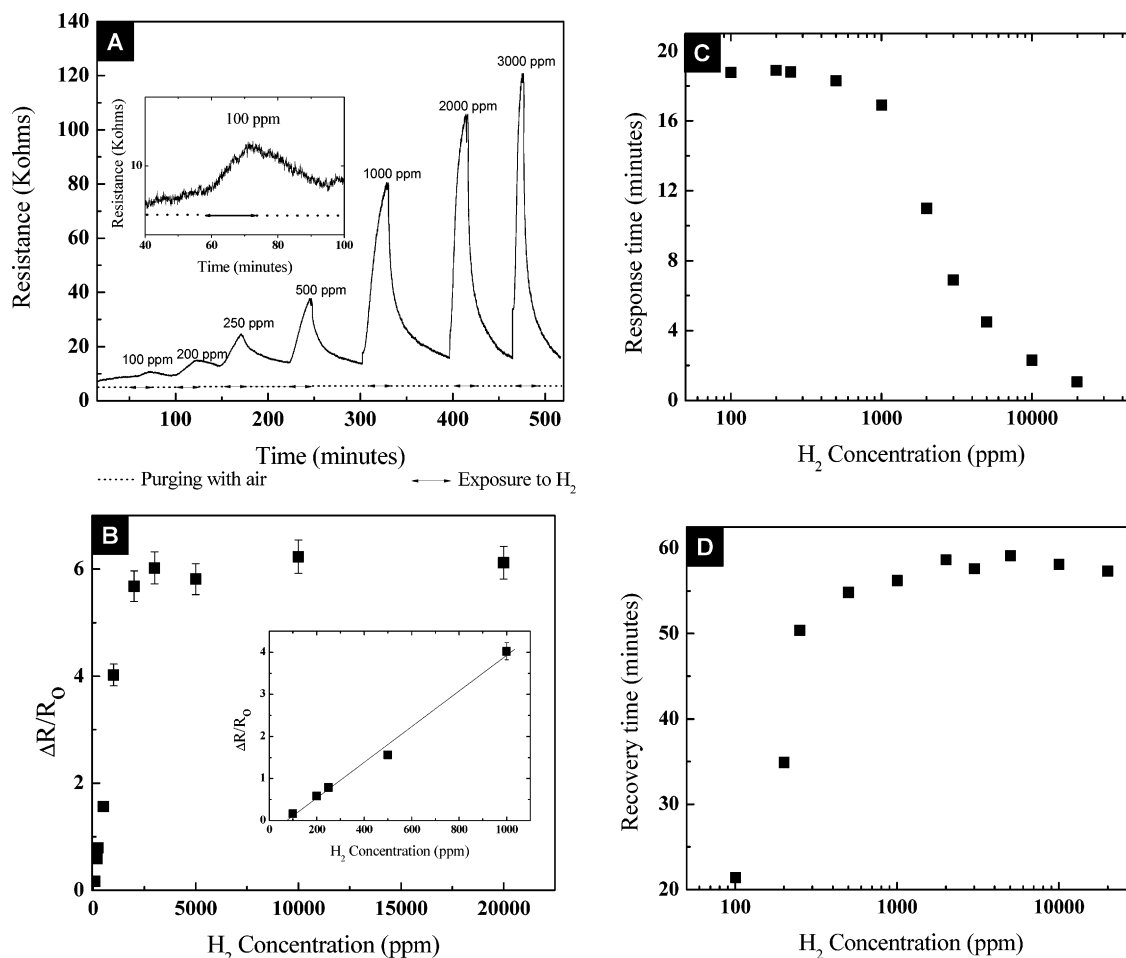 A
Resistance (Kohms)
140
120
100
80
60
40
20
0
100 ppm
200 ppm
250 ppm
500 ppm
1000 ppm
2000 ppm
3000 ppm
100
200
300
400
500
Time (minutes)
Resistance (Kohms)
10
100 ppm
40
60
80
100
Time (minutes)
Purging with air
Exposure to H₂
B
ΔR/R₀
6
4
2
0
0
5000
10000
15000
20000
H₂ Concentration (ppm)
ΔR/R₀
4
3
2
1
0
0
200
400
600
800
1000
H₂ Concentration (ppm)
C
Response time (minutes)
20
16
12
8
4
0
100
1000
10000
H₂ Concentration (ppm)
D
Recovery time (minutes)
60
50
40
30
20
100
1000
10000
H₂ Concentration (ppm)